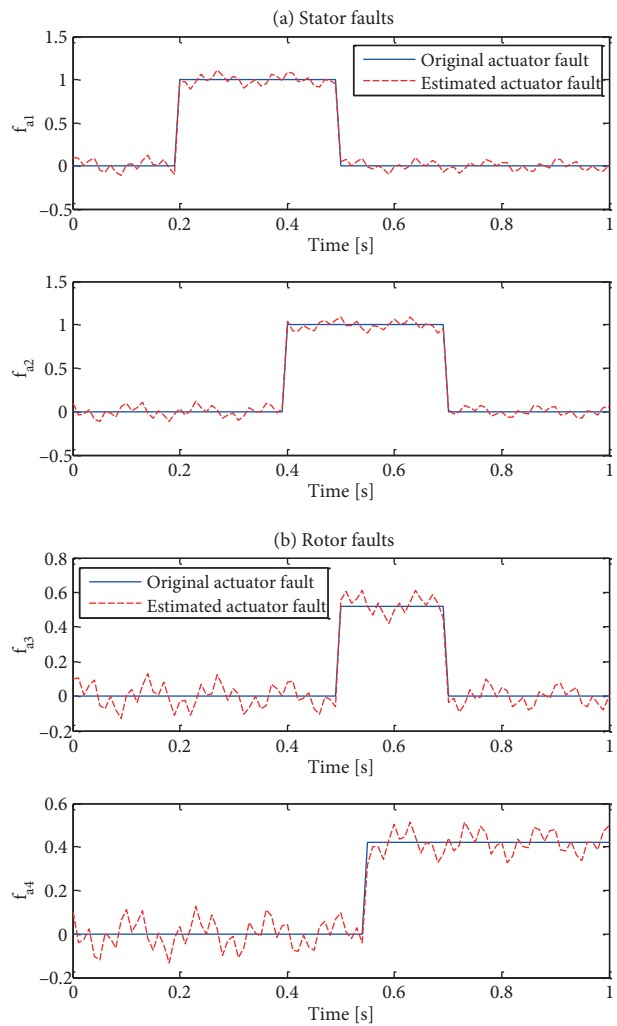 (a) Stator faults
1.5
1
0.5
0
−0.5
f_a1
Original actuator fault
Estimated actuator fault
0 0.2 0.4 0.6 0.8 1
Time [s]
1.5
1
0.5
0
−0.5
f_a2
0 0.2 0.4 0.6 0.8 1
Time [s]
(b) Rotor faults
0.8
0.6
0.4
0.2
0
−0.2
f_a3
Original actuator fault
Estimated actuator fault
0 0.2 0.4 0.6 0.8 1
Time [s]
0.6
0.4
0.2
0
−0.2
f_a4
0 0.2 0.4 0.6 0.8 1
Time [s]